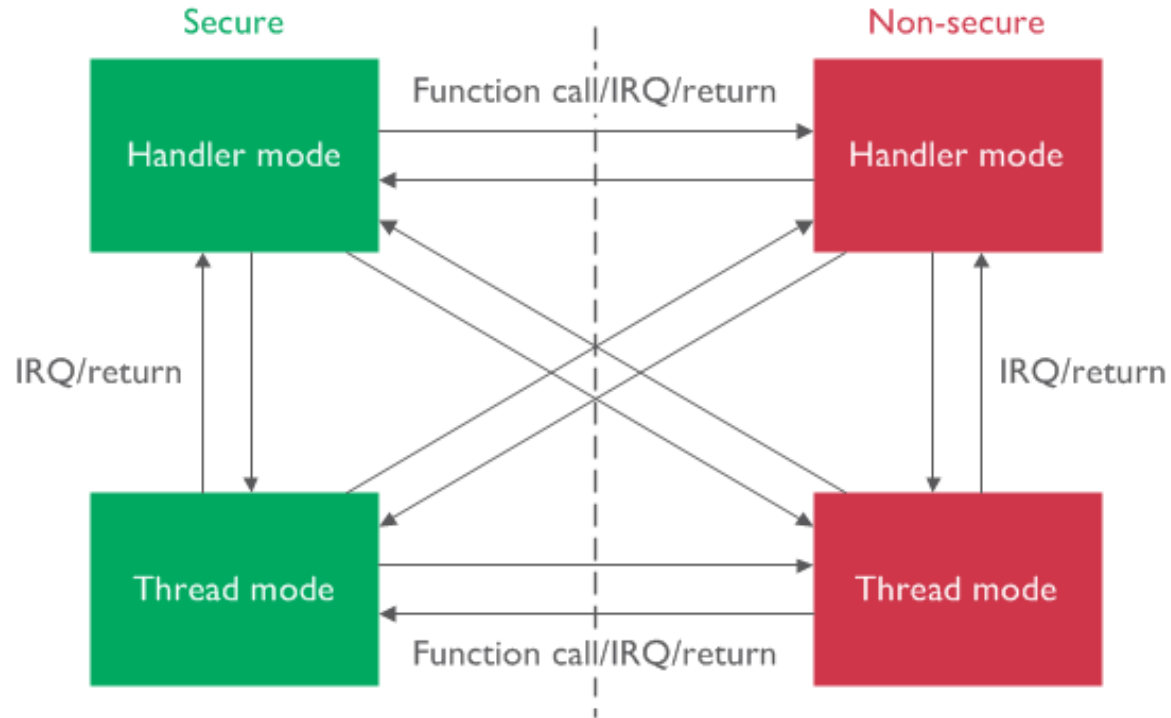 Secure
Non-secure
Function call/IRQ/return
Handler mode
Handler mode
IRQ/return
IRQ/return
Thread mode
Thread mode
Function call/IRQ/return